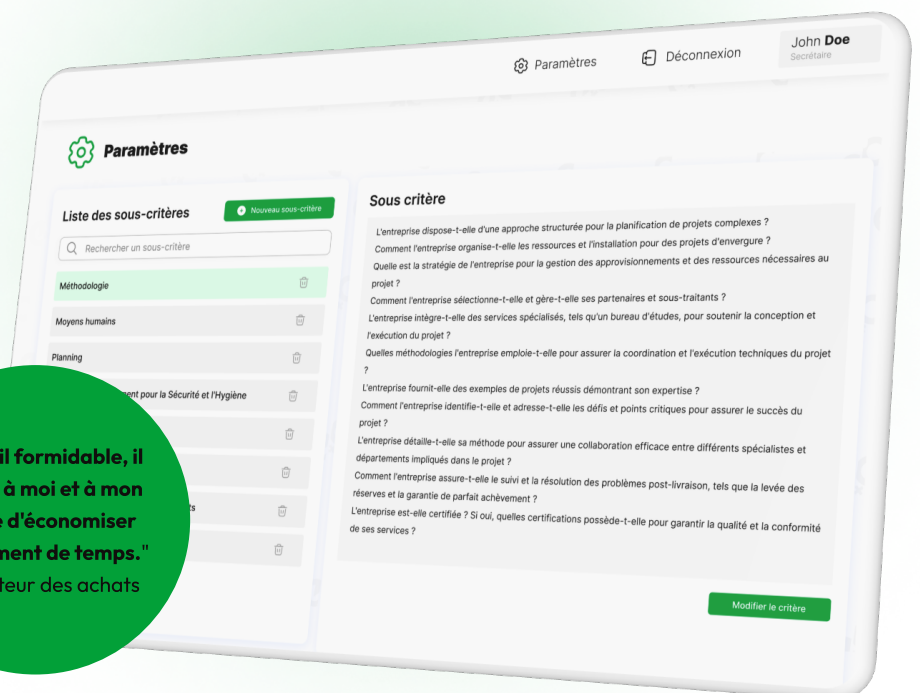 Paramètres
Déconnexion
John Doe
Secrétaire
Paramètres
Liste des sous-critères
Nouveau sous-critère
Rechercher un sous-critère
Méthodologie
Moyens humains
Planning
pour la Sécurité et l'Hygiène
formidable, il
à moi et à mon
d'économiser
de temps."
des achats
Sous critère
L'entreprise dispose-t-elle d'une approche structurée pour la planification de projets complexes ?
Comment l'entreprise organise-t-elle les ressources et l'installation pour des projets d'envergure ?
Quelle est la stratégie de l'entreprise pour la gestion des approvisionnements et des ressources nécessaires au
projet ?
Comment l'entreprise sélectionne-t-elle et gère-t-elle ses partenaires et sous-traitants ?
L'entreprise intègre-t-elle des services spécialisés, tels qu'un bureau d'études, pour soutenir la conception et
l'exécution du projet ?
Quelles méthodologies l'entreprise emploie-t-elle pour assurer la coordination et l'exécution techniques du projet
?
L'entreprise fournit-elle des exemples de projets réussis démontrant son expertise ?
Comment l'entreprise identifie-t-elle et adresse-t-elle les défis et points critiques pour assurer le succès du
projet ?
L'entreprise détaille-t-elle sa méthode pour assurer une collaboration efficace entre différents spécialistes et
départements impliqués dans le projet ?
Comment l'entreprise assure-t-elle le suivi et la résolution des problèmes post-livraison, tels que la levée des
réserves et la garantie de parfait achèvement ?
L'entreprise est-elle certifiée ? Si oui, quelles certifications possède-t-elle pour garantir la qualité et la conformité
de ses services ?
Modifier le critère